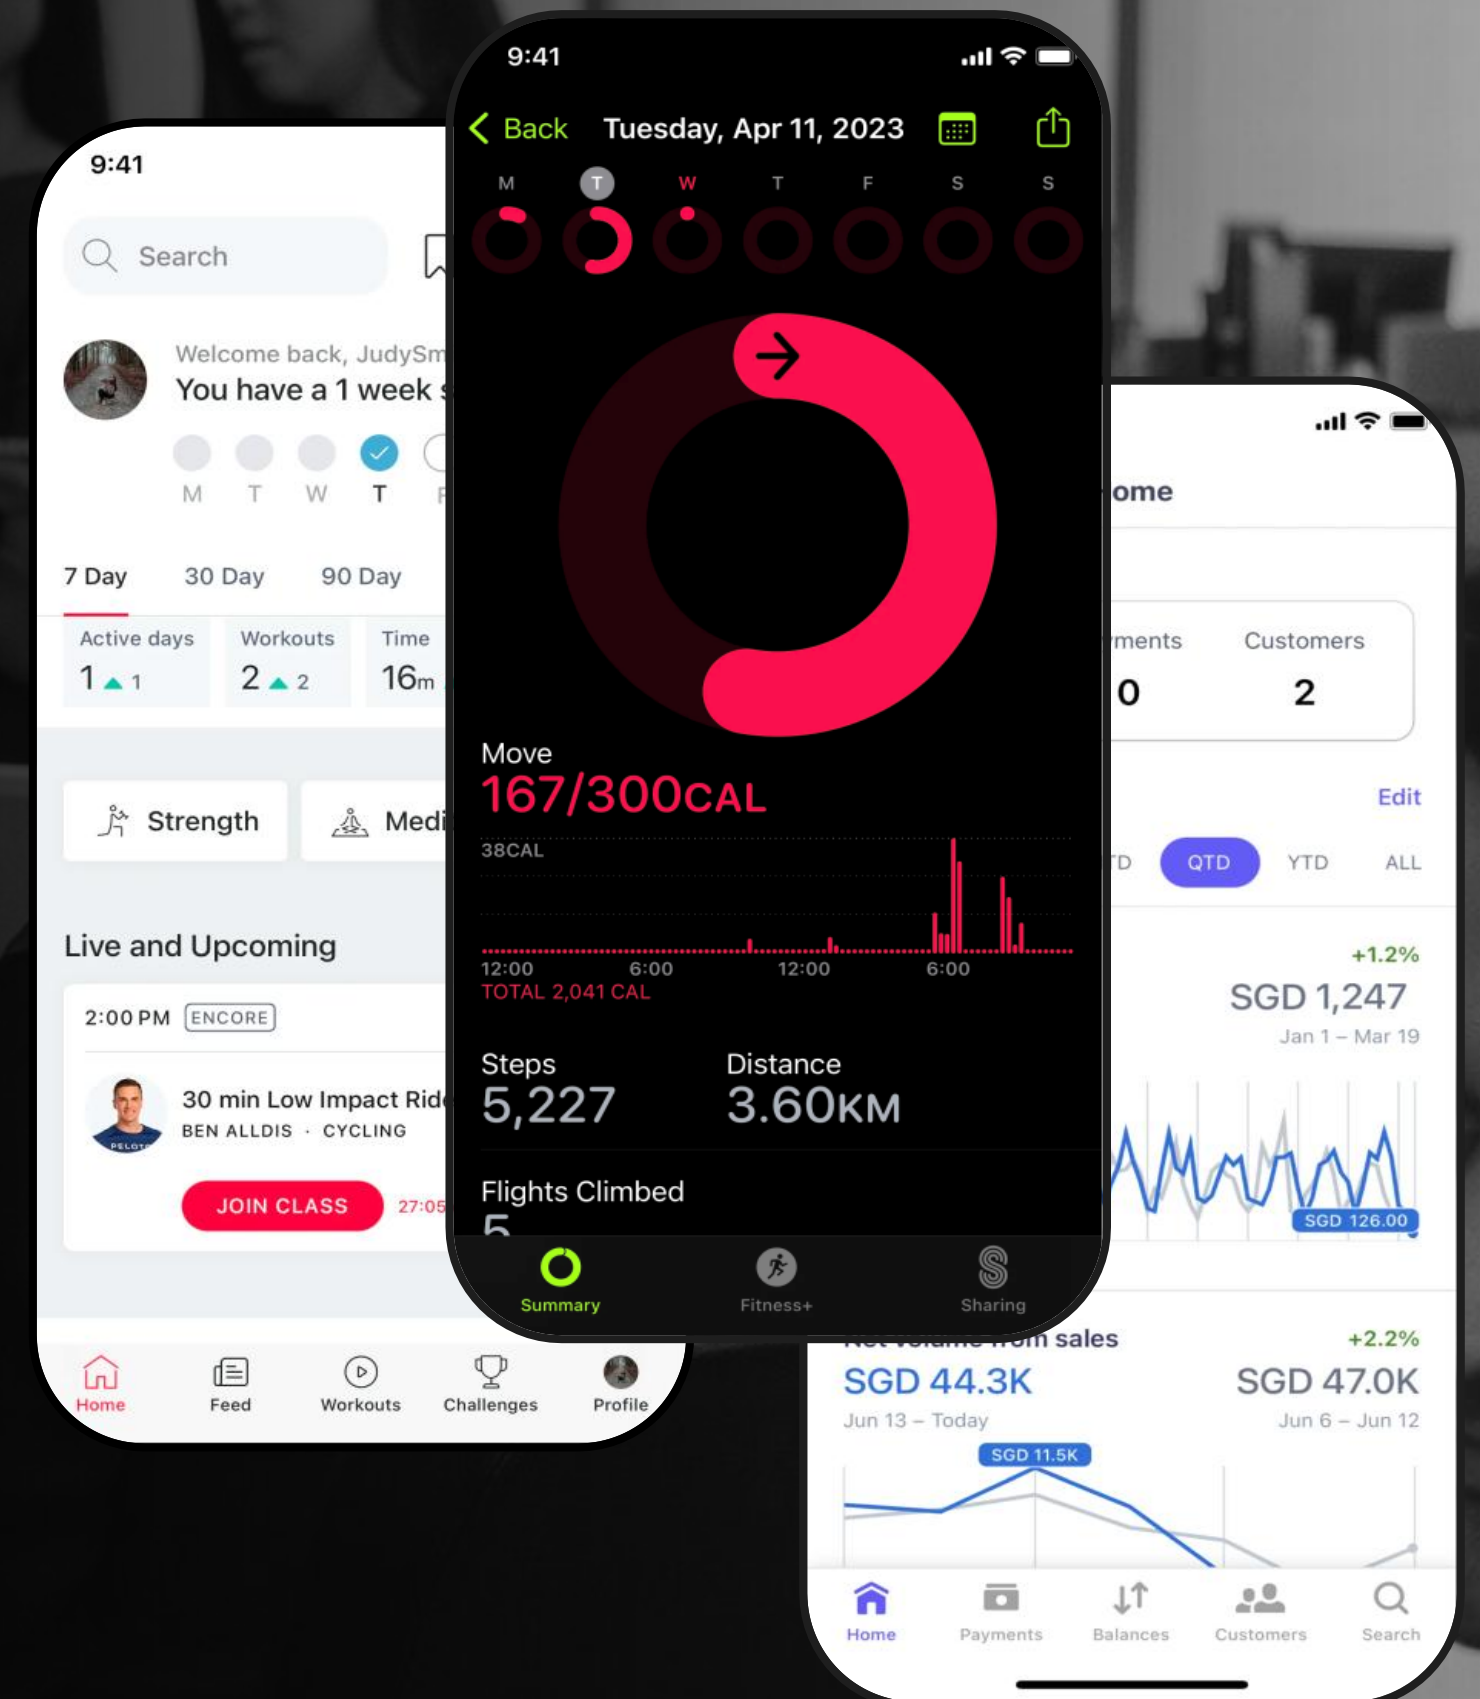 9:41
Search
Welcome back, JudySm
You have a 1 week
M T W T
7 Day 30 Day 90 Day
Active days Workouts Time
1 1 2 2 16m
Strength Medi
Live and Upcoming
2:00 PM ENCORE
30 min Low Impact Rid
BEN ALLDIS · CYCLING
PELOT
JOIN CLASS 27:05
Home Feed Workouts Challenges Profile
9:41
Back Tuesday, Apr 11, 2023
M T W T F S S
Move
167/300CAL
38CAL
12:00 6:00 12:00 6:00
TOTAL 2,041 CAL
Steps Distance
5,227 3.60KM
Flights Climbed
5
Summary Fitness+ Sharing
ome
ments Customers
0 2
Edit
TD QTD YTD ALL
+1.2%
SGD 1,247
Jan 1 – Mar 19
SGD 126.00
Net volume from sales +2.2%
SGD 44.3K SGD 47.0K
Jun 13 – Today Jun 6 – Jun 12
SGD 11.5K
Home Payments Balances Customers Search